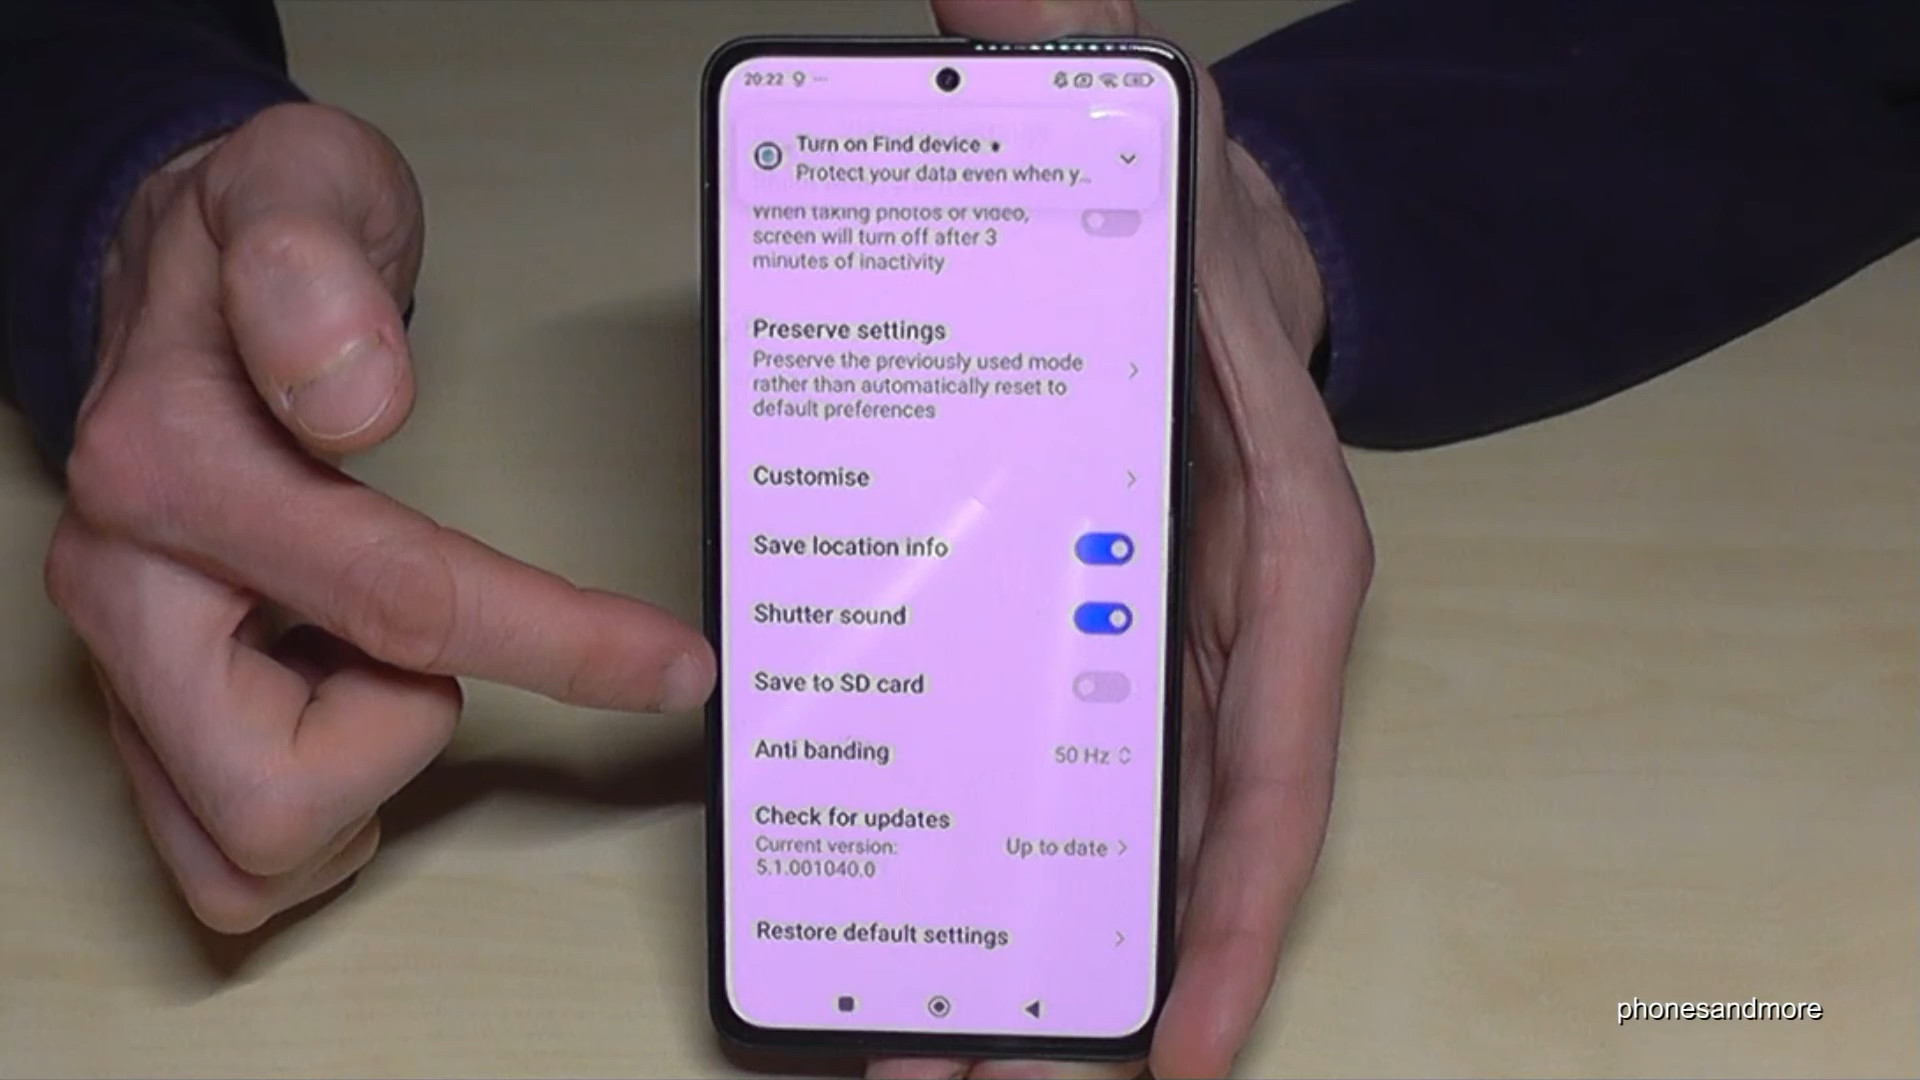 20:22
Turn on Find device •
Protect your data even when y...
When taking photos or video,
screen will turn off after 3
minutes of inactivity
Preserve settings
Preserve the previously used mode
rather than automatically reset to
default preferences
Customise
Save location info
Shutter sound
Save to SD card
Anti banding
50 Hz
Check for updates
Current version:
5.1.001040.0
Up to date
Restore default settings
phonesandmore